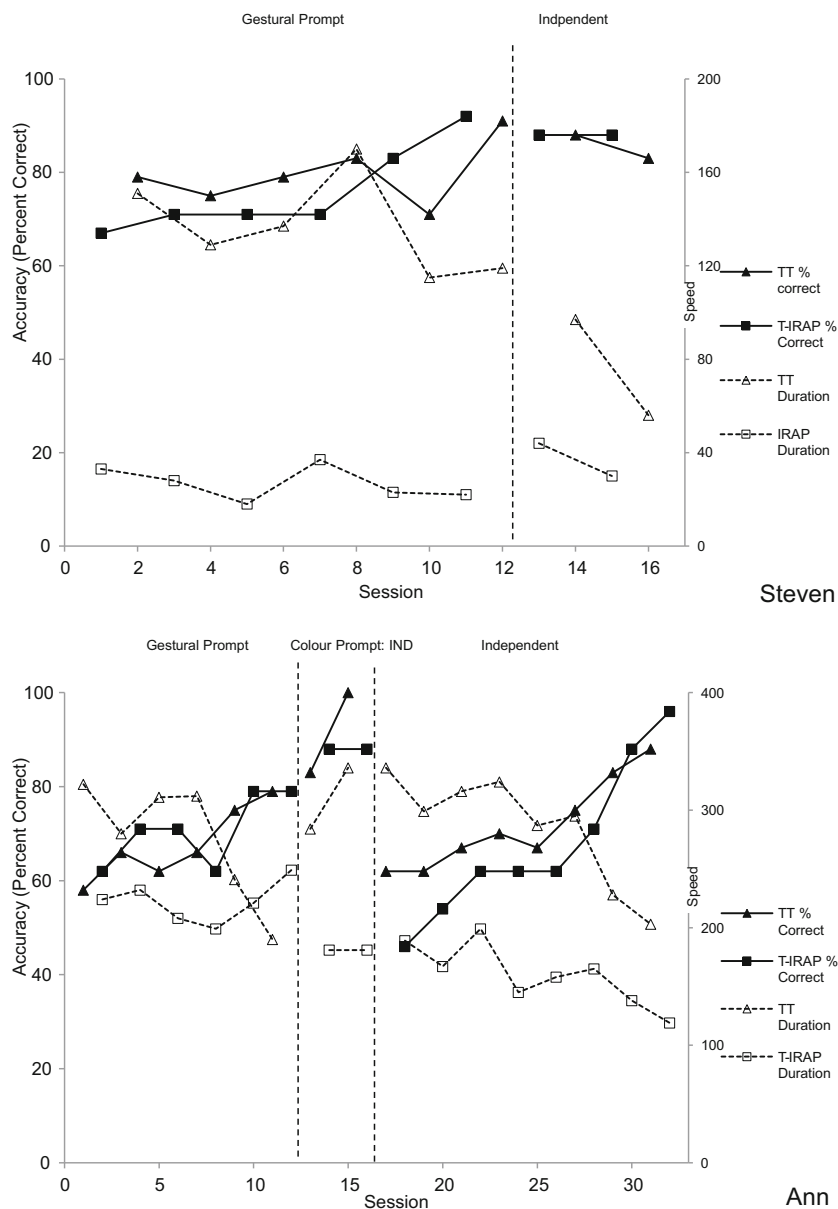 Gestural Prompt Indpendent
100
80
60
40
20
0
Accuracy (Percent Correct)
200
160
120
80
40
0
Speed
0 2 4 6 8 10 12 14 16
Session
TT %
correct
T-IRAP %
Correct
TT
Duration
IRAP
Duration
Steven
Gestural Prompt Colour Prompt: IND Independent
100
80
60
40
20
0
Accuracy (Percent Correct)
400
300
200
100
0
Speed
0 5 10 15 20 25 30
Session
TT %
Correct
T-IRAP %
Correct
TT
Duration
T-IRAP
Duration
Ann